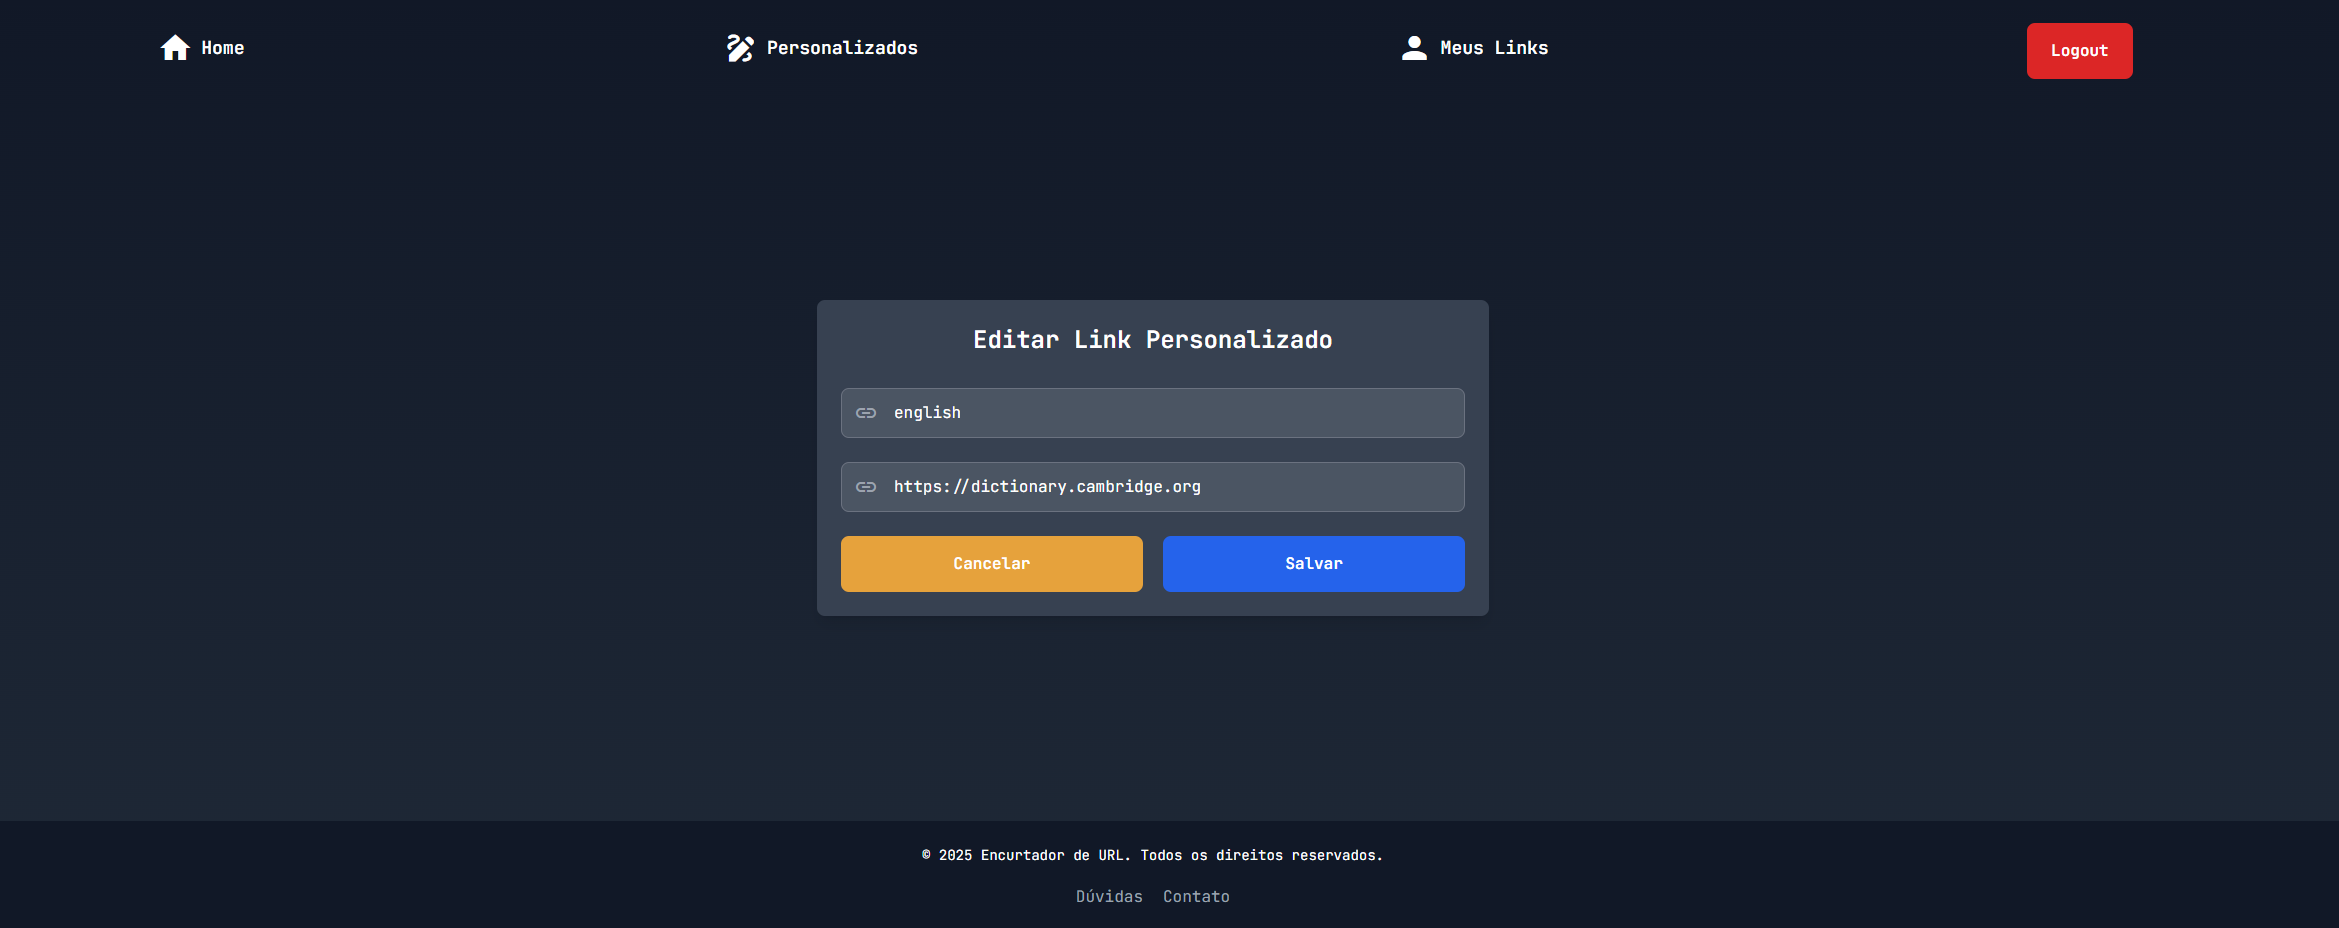 Home
Personalizados
Meus Links
Logout
Editar Link Personalizado
english
https://dictionary.cambridge.org
Cancelar
Salvar
© 2025 Encurtador de URL. Todos os direitos reservados.
Dúvidas Contato